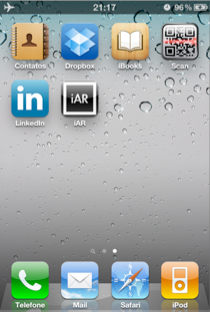 21:17 96%
Contatos Dropbox iBooks Scan
in iAR
LinkedIn iAR
Telefone Mail Safari iPod